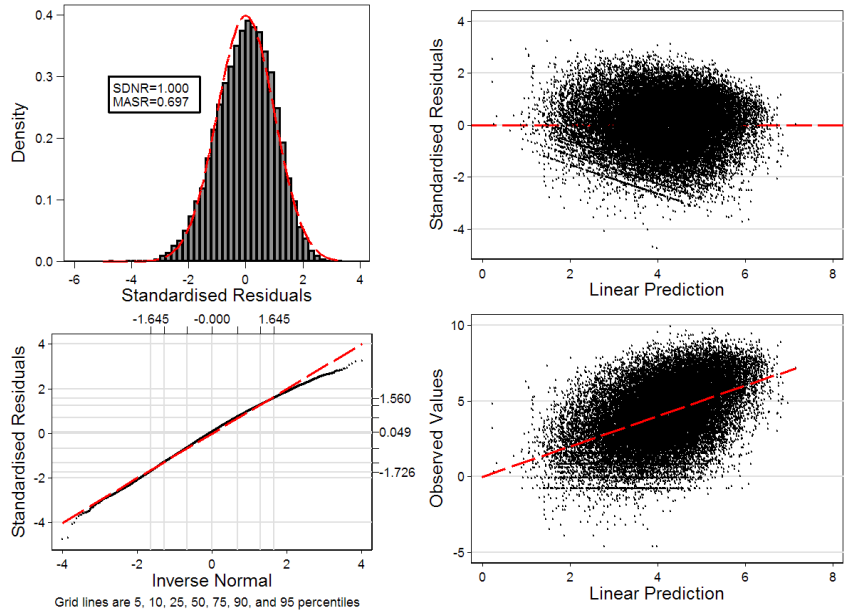 Density
0.4
0.3
0.2
0.1
0.0
SDNR=1.000
MASR=0.697
-6 -4 -2 0 2 4
Standardised Residuals
Standardised Residuals
4
2
0
-2
-4
0 2 4 6 8
Linear Prediction
-1.645 -0.000 1.645
Standardised Residuals
4
2
0
-2
-4
1.560
0.049
-1.726
-4 -2 0 2 4
Inverse Normal
Grid lines are 5, 10, 25, 50, 75, 90, and 95 percentiles
Observed Values
10
5
0
-5
0 2 4 6 8
Linear Prediction